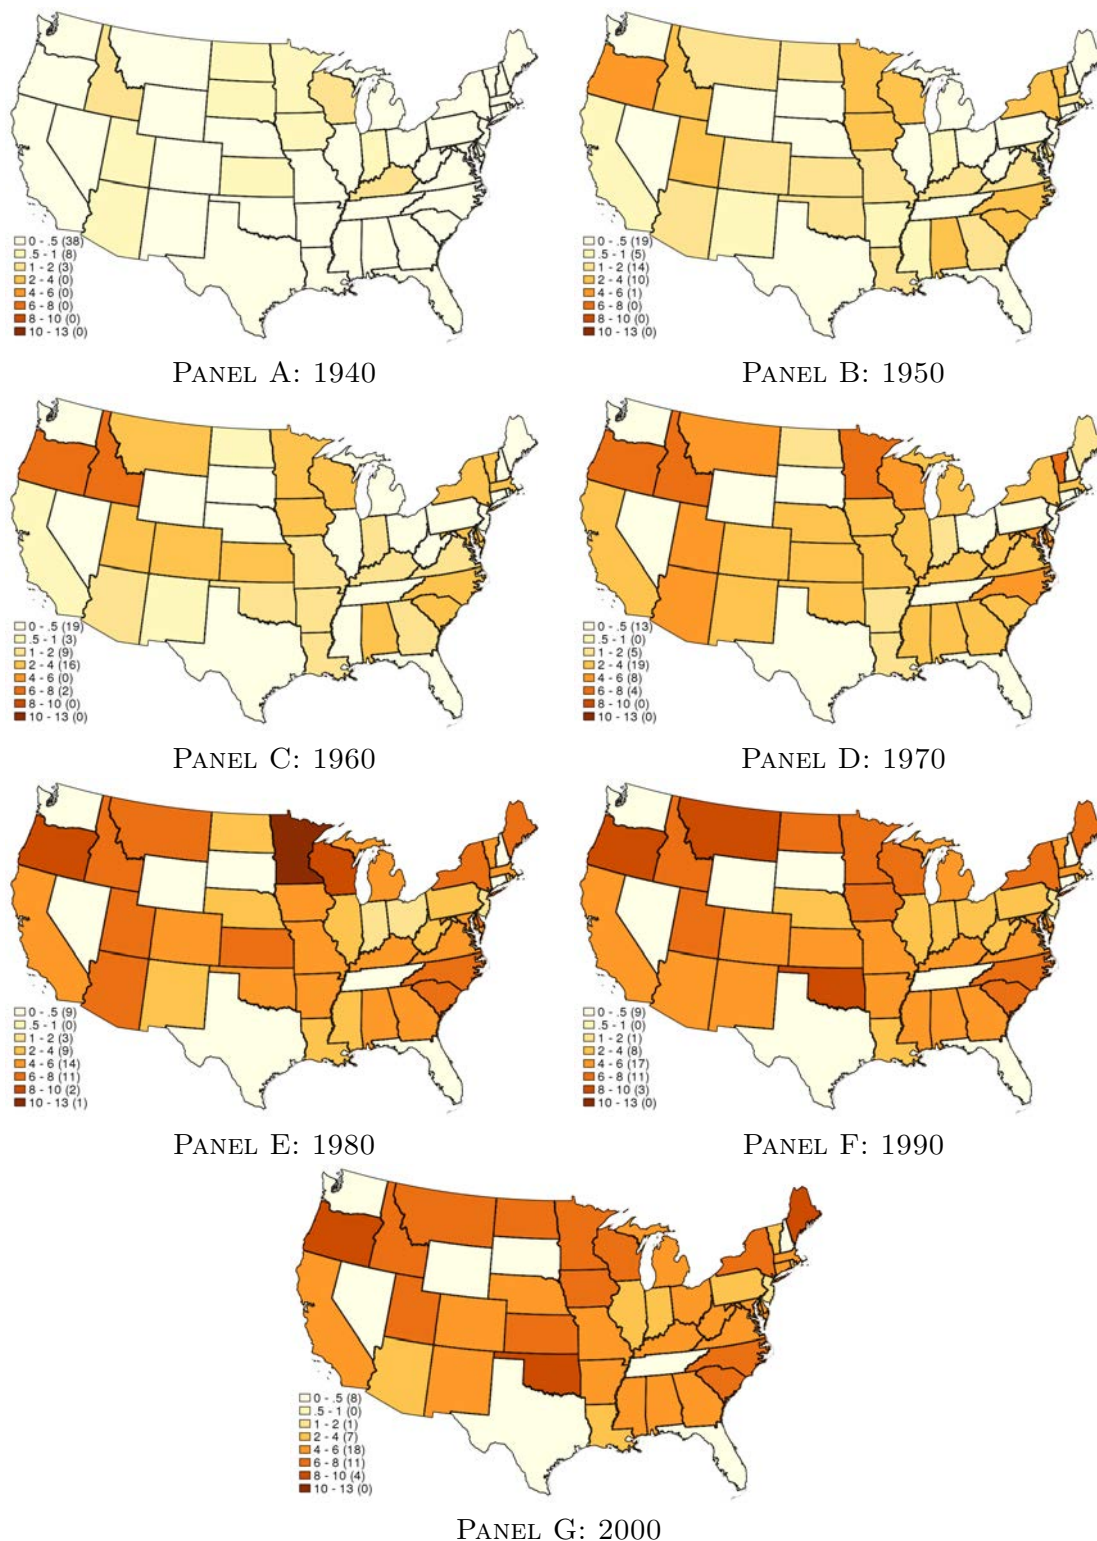 0 - .5 (38)
.5 - 1 (8)
1 - 2 (3)
2 - 4 (0)
4 - 6 (0)
6 - 8 (0)
8 - 10 (0)
10 - 13 (0)
PANEL A: 1940
0 - .5 (19)
.5 - 1 (5)
1 - 2 (14)
2 - 4 (10)
4 - 6 (1)
6 - 8 (0)
8 - 10 (0)
10 - 13 (0)
PANEL B: 1950
0 - .5 (19)
.5 - 1 (3)
1 - 2 (9)
2 - 4 (16)
4 - 6 (0)
6 - 8 (2)
8 - 10 (0)
10 - 13 (0)
PANEL C: 1960
0 - .5 (13)
.5 - 1 (0)
1 - 2 (5)
2 - 4 (19)
4 - 6 (8)
6 - 8 (4)
8 - 10 (0)
10 - 13 (0)
PANEL D: 1970
0 - .5 (9)
.5 - 1 (0)
1 - 2 (3)
2 - 4 (9)
4 - 6 (14)
6 - 8 (11)
8 - 10 (2)
10 - 13 (1)
PANEL E: 1980
0 - .5 (9)
.5 - 1 (0)
1 - 2 (1)
2 - 4 (8)
4 - 6 (17)
6 - 8 (11)
8 - 10 (3)
10 - 13 (0)
PANEL F: 1990
0 - .5 (8)
.5 - 1 (0)
1 - 2 (1)
2 - 4 (7)
4 - 6 (18)
6 - 8 (11)
8 - 10 (4)
10 - 13 (0)
PANEL G: 2000